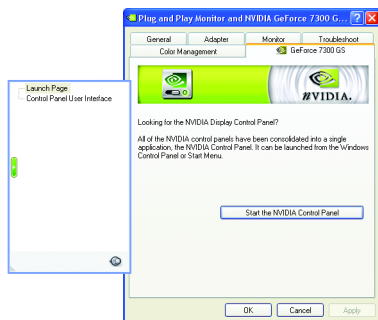 Plug and Play Monitor and NVIDIA GeForce 7300 G...
General Adapter Monitor Troubleshoot
Color Management GeForce 7300 GS
Launch Page
Control Panel User Interface
NVIDIA.
Looking for the NVIDIA Display Control Panel?
All of the NVIDIA control panels have been consolidated into a single
application, the NVIDIA Control Panel. It can be launched from the Windows
Control Panel or Start Menu.
Start the NVIDIA Control Panel
OK Cancel Apply